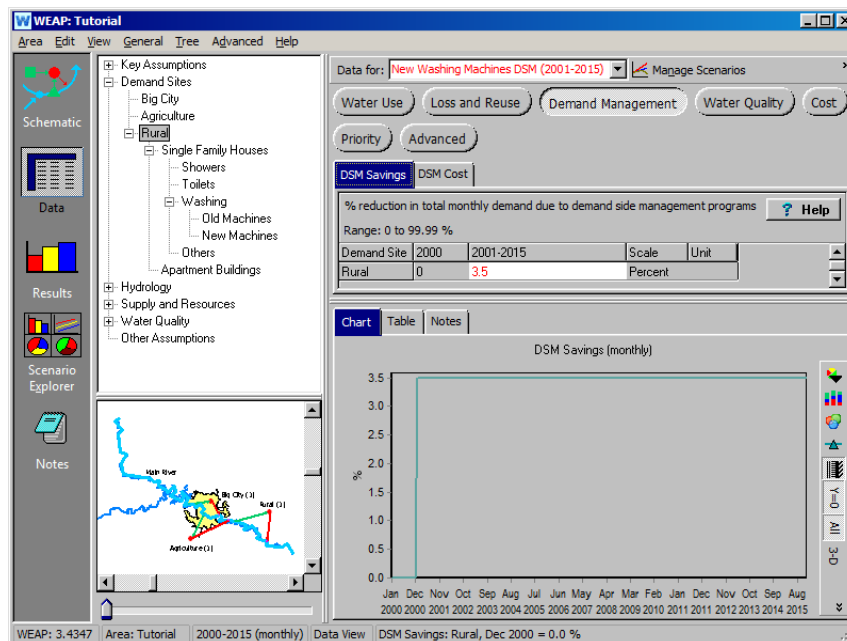 WEAP: Tutorial
Area Edit View General Tree Advanced Help
Schematic
Data
Results
Scenario
Explorer
Notes
Key Assumptions
Demand Sites
Big City
Agriculture
Rural
Single Family Houses
Showers
Toilets
Washing
Old Machines
New Machines
Others
Apartment Buildings
Hydrology
Supply and Resources
Water Quality
Other Assumptions
Main River
Big City (1)
Rural (1)
Agriculture (1)
Data for: New Washing Machines DSM (2001-2015) Manage Scenarios
Water Use Loss and Reuse Demand Management Water Quality Cost
Priority Advanced
DSM Savings DSM Cost
% reduction in total monthly demand due to demand side management programs
? Help
Range: 0 to 99.99 %
Demand Site 2000 2001-2015 Scale Unit
Rural 0 3.5 Percent
Chart Table Notes
DSM Savings (monthly)
3.5
3.0
2.5
2.0
1.5
1.0
0.5
0.0
%
Jan Dec Nov Oct Sep Aug Jul Jun May Apr Mar Feb Jan Dec Nov Oct Sep Aug
2000 2000 2001 2002 2003 2004 2005 2006 2007 2008 2009 2010 2011 2011 2012 2013 2014 2015
Y=0
All
3-D
WEAP: 3.4347 Area: Tutorial 2000-2015 (monthly) Data View DSM Savings: Rural, Dec 2000 = 0.0 %